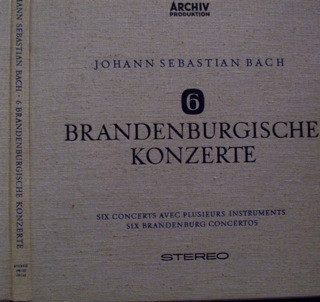 ARCHIV
PRODUKTION
JOHANN SEBASTIAN BACH
6
BRANDENBURGISCHE
KONZERTE
SIX CONCERTS AVEC PLUSIEURS INSTRUMENTS
SIX BRANDENBURG CONCERTOS
STEREO
JOHANN SEBASTIAN BACH · 6 BRANDENBURGISCHE KONZERTE